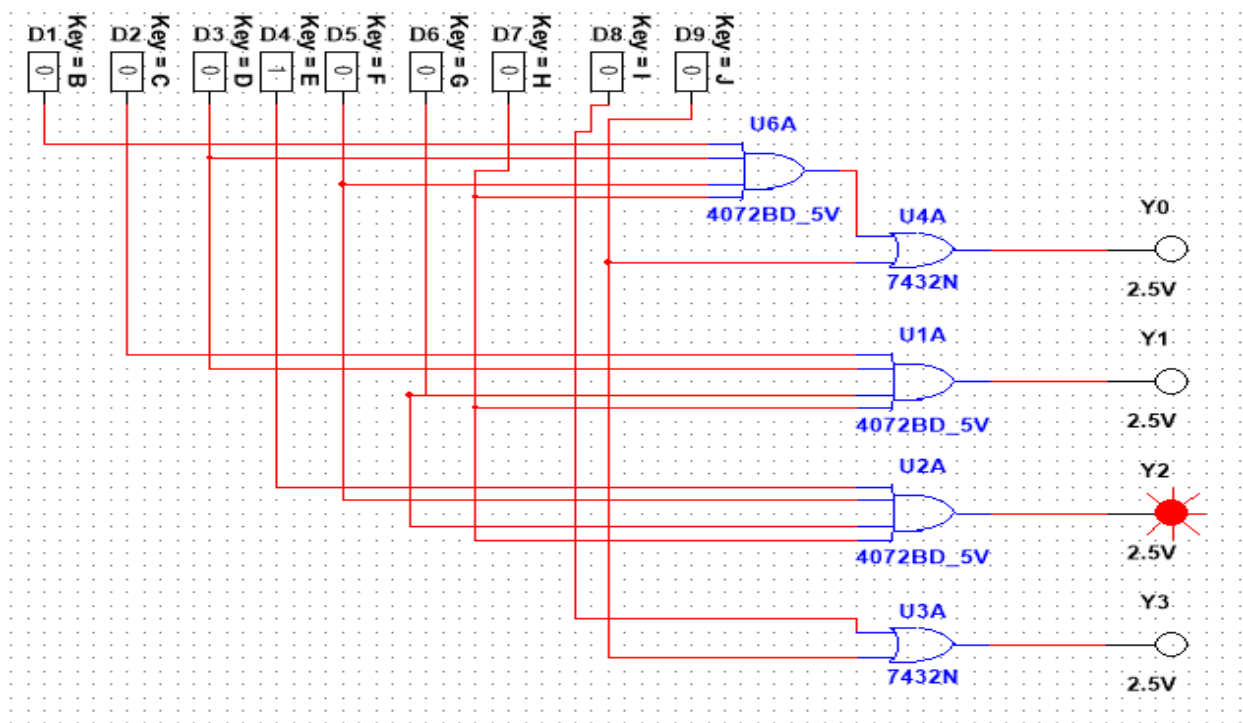 D1 Key = B D2 Key = C D3 Key = D D4 Key = E D5 Key = F D6 Key = G D7 Key = H D8 Key = I D9 Key = J
0 0 0 1 0 0 0 0 0
U6A
4072BD_5V
U4A
7432N
Y0
2.5V
U1A
4072BD_5V
Y1
2.5V
U2A
4072BD_5V
Y2
2.5V
U3A
7432N
Y3
2.5V